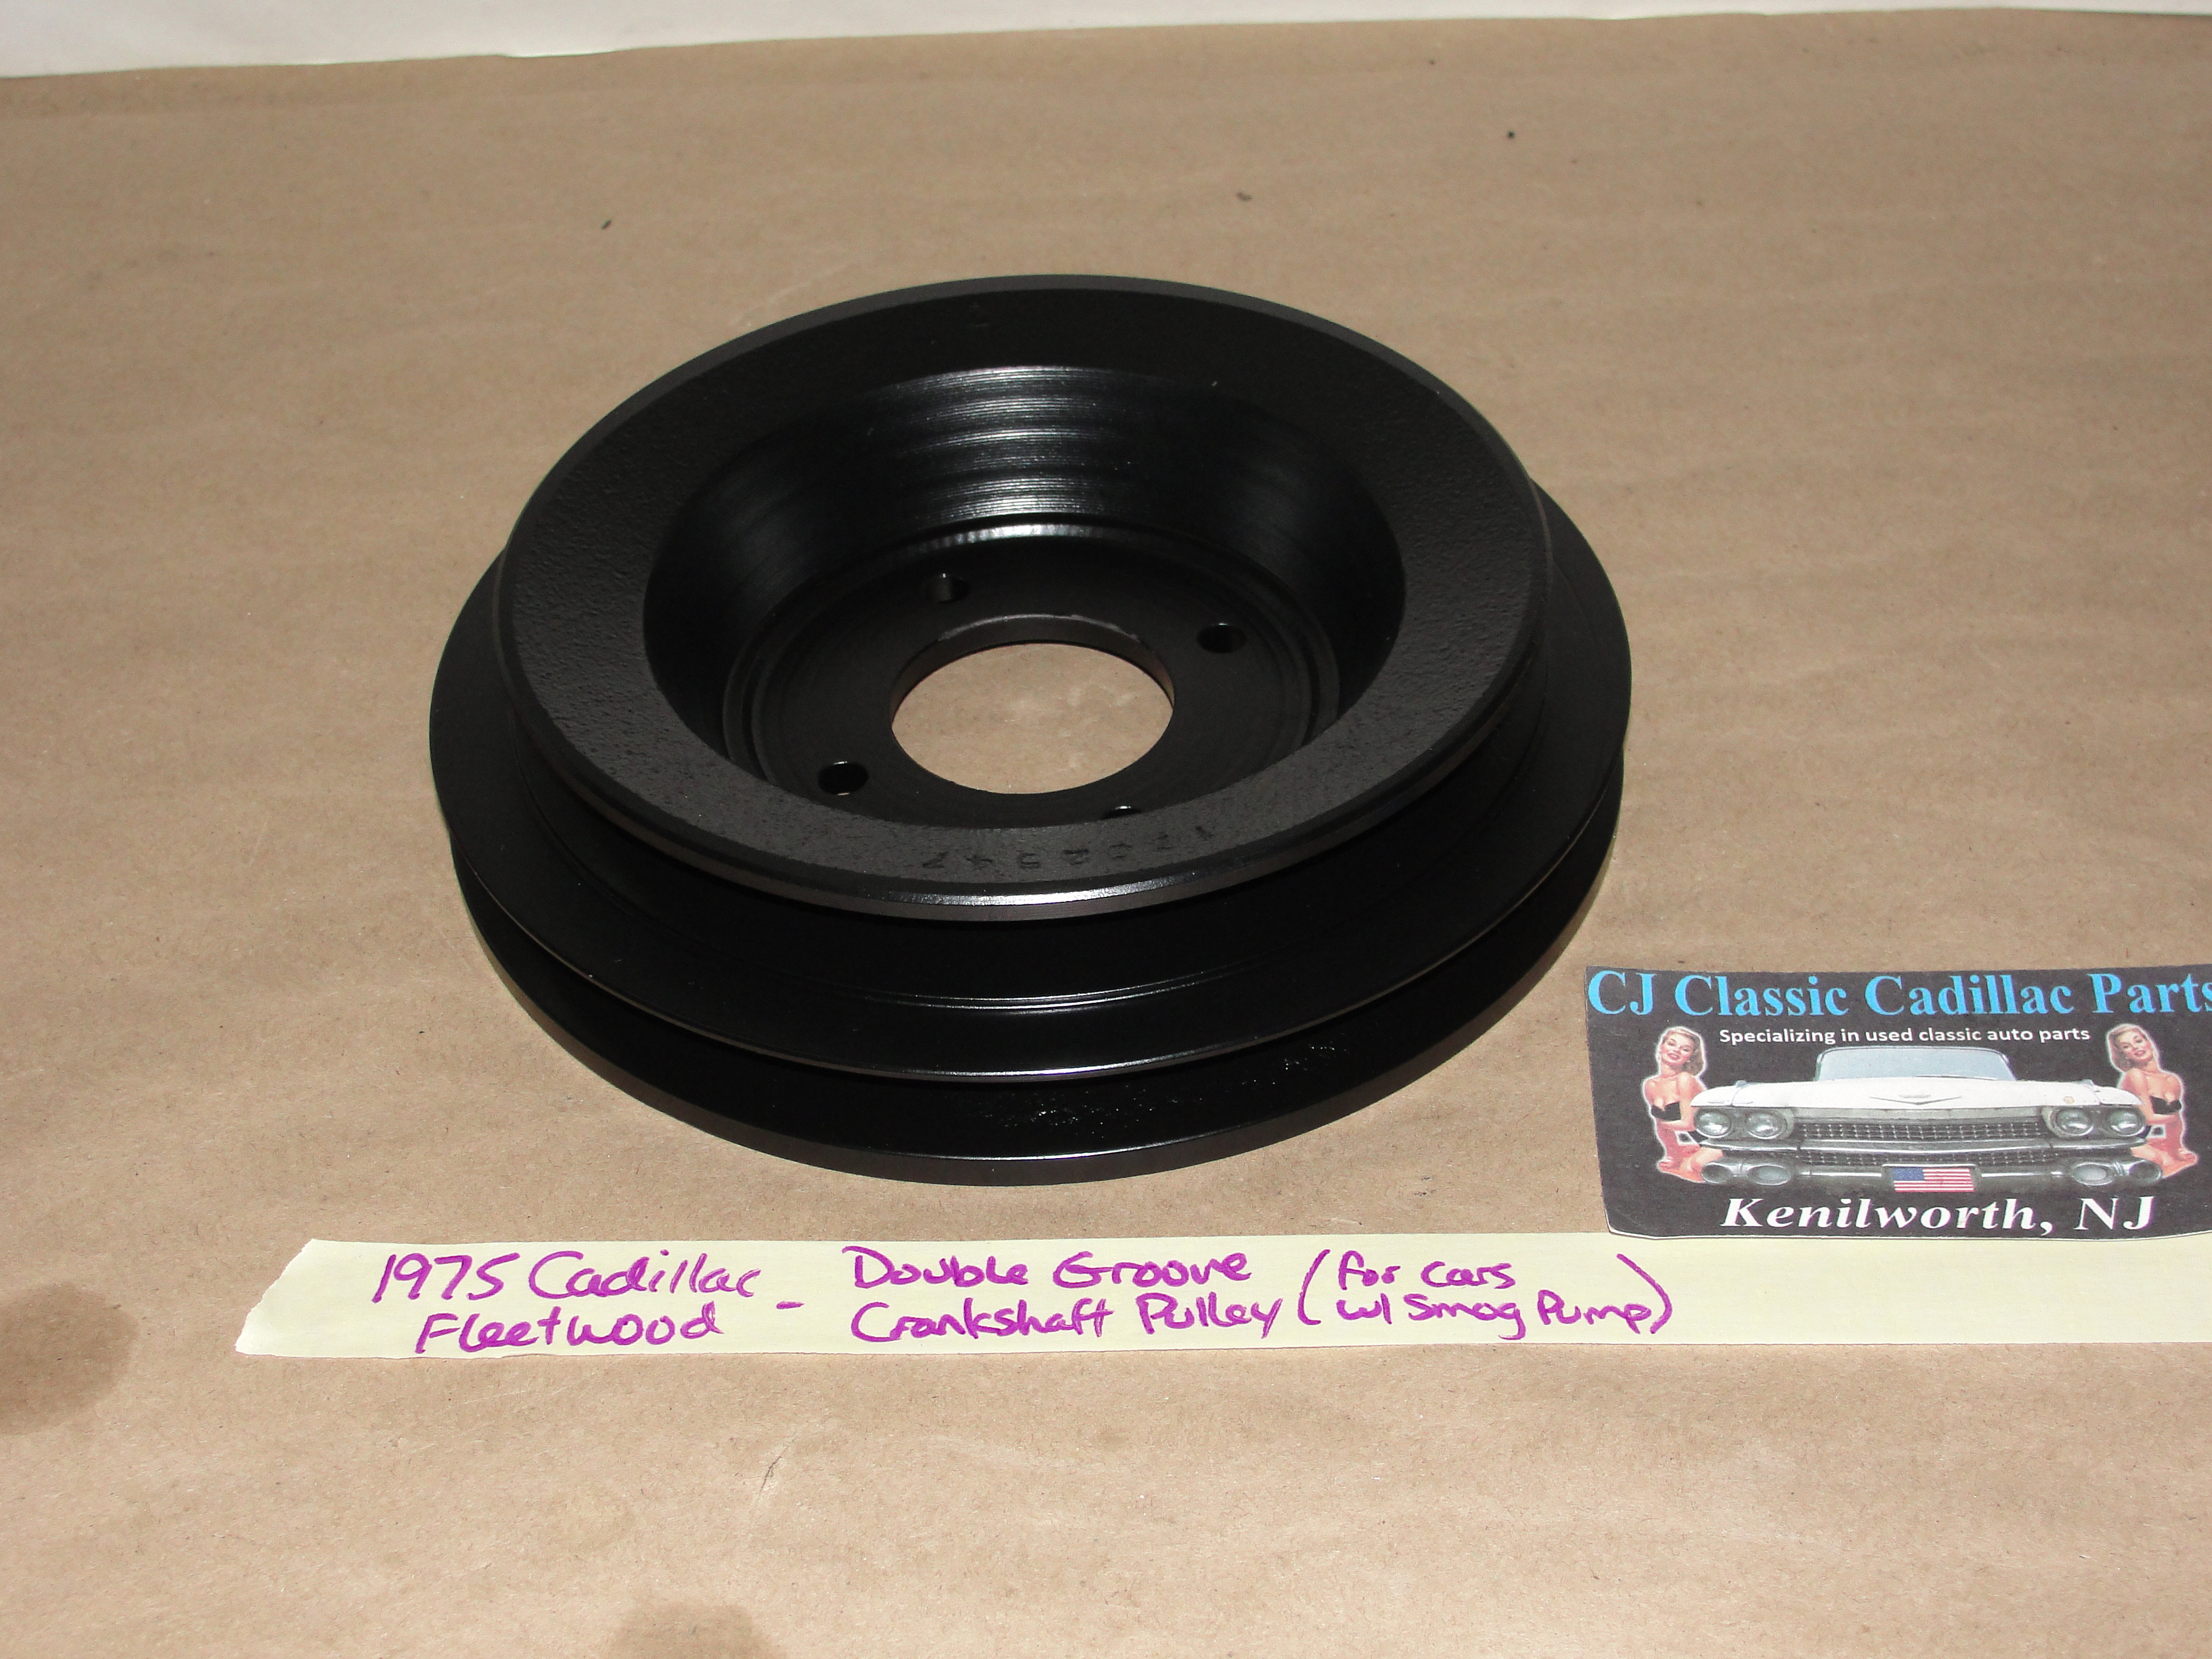 CJ Classic Cadillac Parts
Specializing in used classic auto parts
Kenilworth, NJ
1975 Cadillac Fleetwood - Double Groove Crankshaft Pulley (for cars w/ Smog Pump)